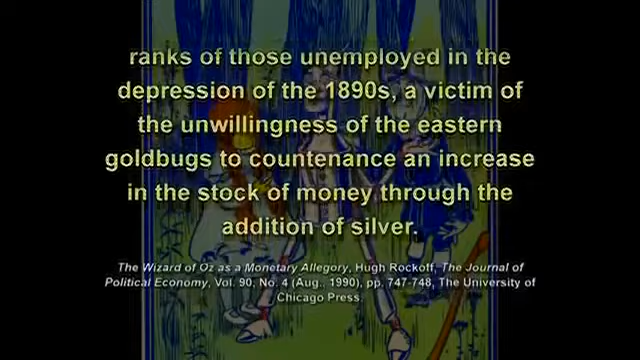 ranks of those unemployed in the
depression of the 1890s, a victim of
the unwillingness of the eastern
goldbugs to countenance an increase
in the stock of money through the
addition of silver.
The Wizard of Oz as a Monetary Allegory, Hugh Rockoff, The Journal of
Political Economy, Vol. 90, No. 4 (Aug., 1990), pp. 747-748, The University of
Chicago Press.